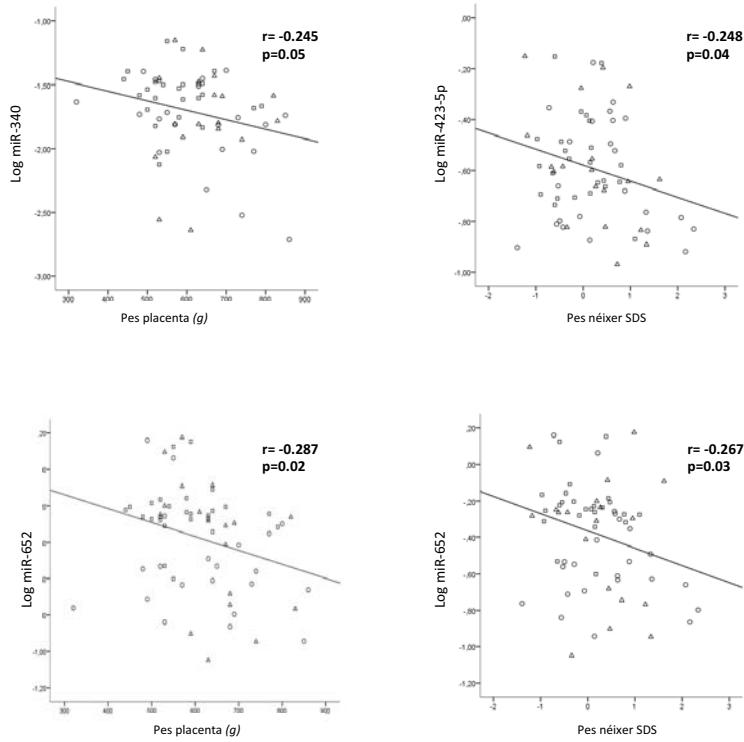 r= -0.245
p=0.05
-1,00
-1,50
-2,00
-2,50
-3,00
Log miR-340
300 400 500 600 700 800 900
Pes placenta (g)
r= -0.248
p=0.04
,00
-,20
-,40
-,60
-,80
-1,00
Log miR-423-5p
-2 -1 0 1 2 3
Pes néixer SDS
r= -0.287
p=0.02
,20
-1,00
-1,20
Log miR-652
300 400 500 600 700 800 900
Pes placenta (g)
r= -0.267
p=0.03
,20
,00
-,20
-,40
-,60
-,80
-1,00
-1,20
Log miR-652
-2 -1 0 1 2 3
Pes néixer SDS